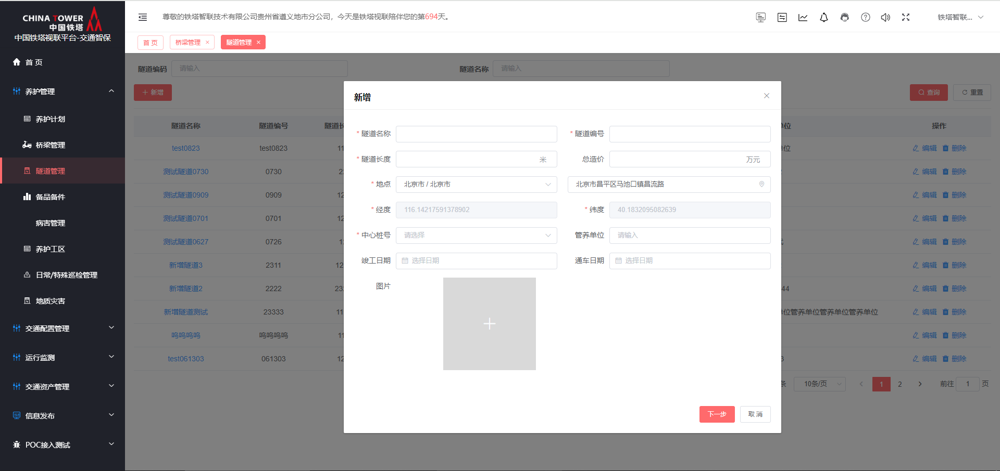 CHINA TOWER
中国铁塔
中国铁塔视联平台-交通智保
首 页
养护管理
养护计划
桥梁管理
隧道管理
备品备件
病害管理
养护工区
日常/特殊巡检管理
地质灾害
交通配置管理
运行监测
交通资产管理
信息发布
POC接入测试
尊敬的铁塔智联技术有限公司贵州省遵义地市分公司，今天是铁塔视联陪伴您的第694天。
铁塔智联...
首 页
桥梁管理 ×
隧道管理 ×
隧道编码 请输入 隧道名称 请输入
新增 查询 重置
隧道名称 隧道编号 隧道长 位 操作
test0823 test0823 11 位 编辑 删除
测试隧道0730 0730 2 编辑 删除
测试隧道0909 0909 12 编辑 删除
测试隧道0701 0701 12 编辑 删除
测试隧道0627 0726 1 编辑 删除
新增隧道3 2311 12 编辑 删除
新增隧道2 2222 23 44 编辑 删除
新增隧道测试 23333 11 位管养单位管养单位管养单位 编辑 删除
呜呜呜呜 呜呜呜呜 11 编辑 删除
test061303 061303 12 3 编辑 删除
条 10条/页 1 2 前往 1 页
新增
* 隧道名称 * 隧道编号
* 隧道长度 米 总造价 万元
* 地点 北京市 / 北京市 北京市昌平区马池口镇昌流路
* 经度 116.14217591378902 * 纬度 40.1832095082639
* 中心桩号 请选择 管养单位 请输入
竣工日期 选择日期 通车日期 选择日期
图片
下一步 取 消